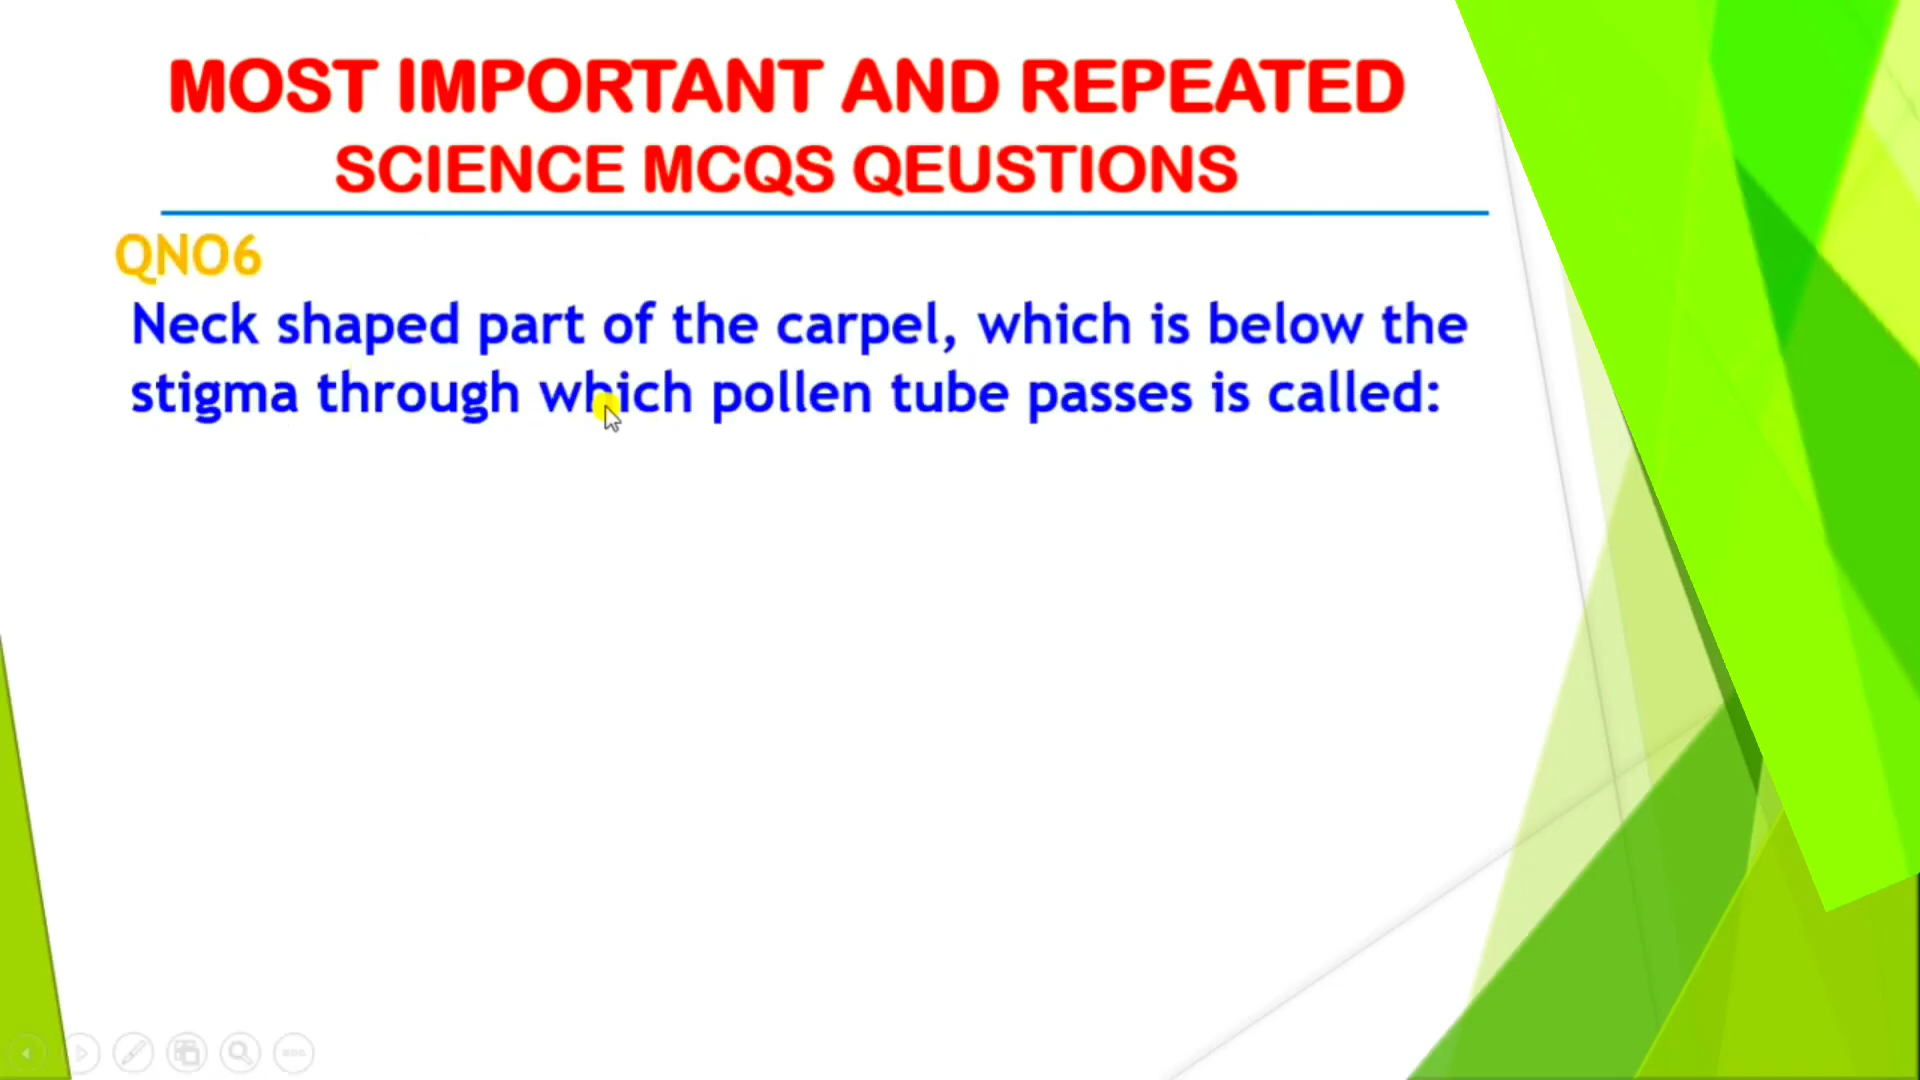 MOST IMPORTANT AND REPEATED
SCIENCE MCQS QEUSTIONS
QNO6
Neck shaped part of the carpel, which is below the
stigma through which pollen tube passes is called: